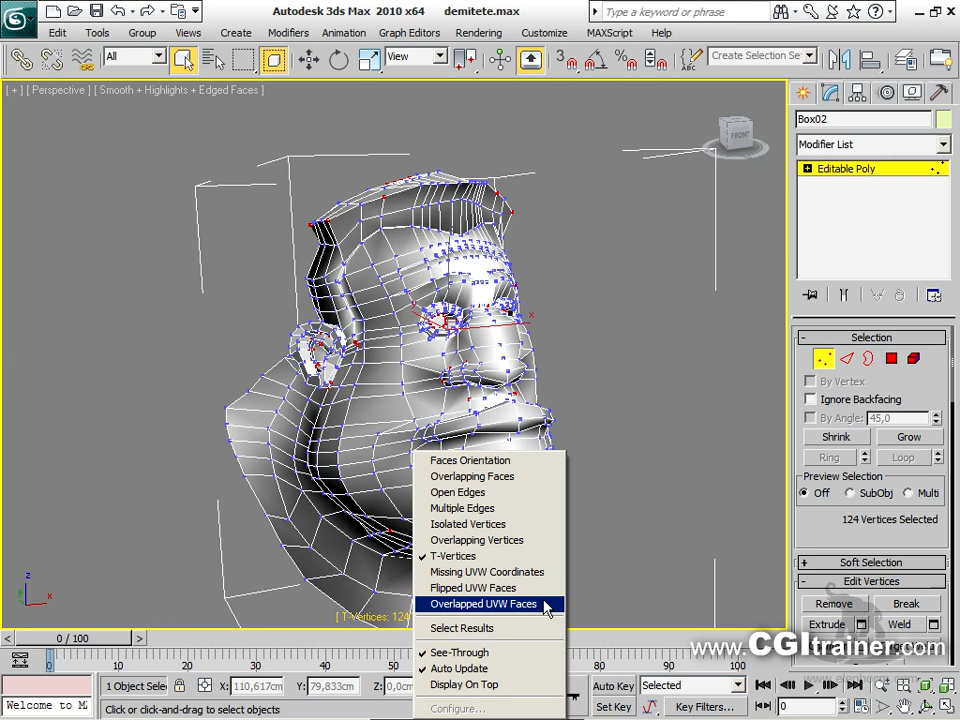 Autodesk 3ds Max 2010 x64 demitete.max
Type a keyword or phrase
Edit Tools Group Views Create Modifiers Animation Graph Editors Rendering Customize MAXScript Help
All View 3 Create Selection Se
[ + ] [ Perspective ] [ Smooth + Highlights + Edged Faces ]
FRONT
Box02
Modifier List
Editable Poly
Selection
By Vertex
Ignore Backfacing
By Angle: 45,0
Shrink Grow
Ring Loop
Preview Selection
Off SubObj Multi
124 Vertices Selected
Soft Selection
Edit Vertices
Remove Break
Extrude Weld
x
z
x
[ T-Vertices: 124
Faces Orientation
Overlapping Faces
Open Edges
Multiple Edges
Isolated Vertices
Overlapping Vertices
T-Vertices
Missing UVW Coordinates
Flipped UVW Faces
Overlapped UVW Faces
Select Results
See-Through
Auto Update
Display On Top
Configure...
www.CGItrainer.com
0 / 100
0 10 20 30 40 50 60 80 90 100
1 Object Sele X: 110,617cm Y: 79,833cm Z: 0,0cm
Auto Key Selected
Welcome to M
Click or click-and-drag to select objects
Set Key Key Filters... 0